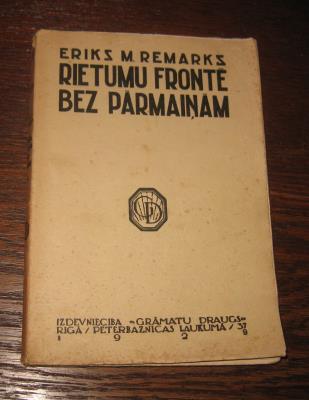 ERIKS M. REMARKS
RIETUMU FRONTĒ
BEZ PĀRMAIŅĀM
IZDEVNIECĪBA «GRĀMATU DRAUGS»
RĪGĀ / PĒTERBAZNĪCAS LAUKUMĀ / 37
1 9 2 9